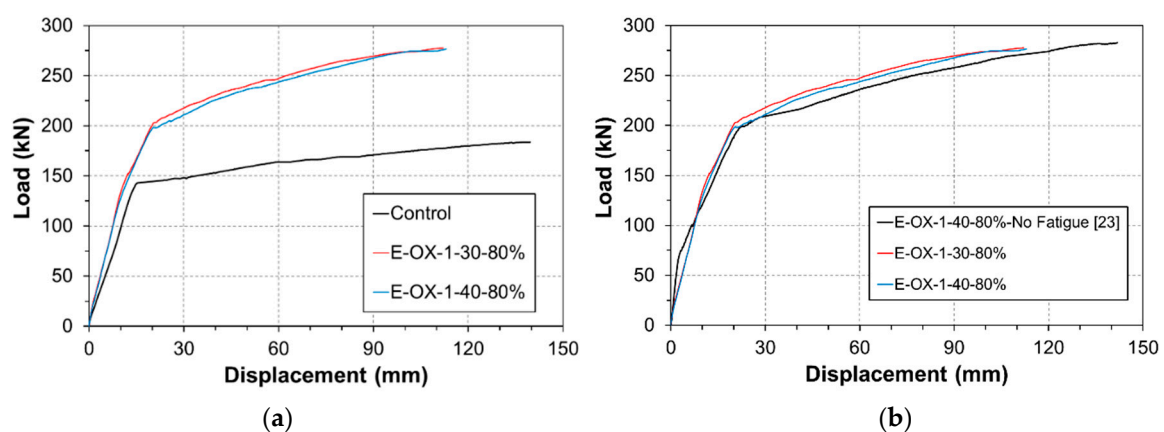 300
250
200
150
100
50
0
Load (kN)
Control
E-OX-1-30-80%
E-OX-1-40-80%
0 30 60 90 120 150
Displacement (mm)
(a)
300
250
200
150
100
50
0
Load (kN)
E-OX-1-40-80%-No Fatigue [23]
E-OX-1-30-80%
E-OX-1-40-80%
0 30 60 90 120 150
Displacement (mm)
(b)